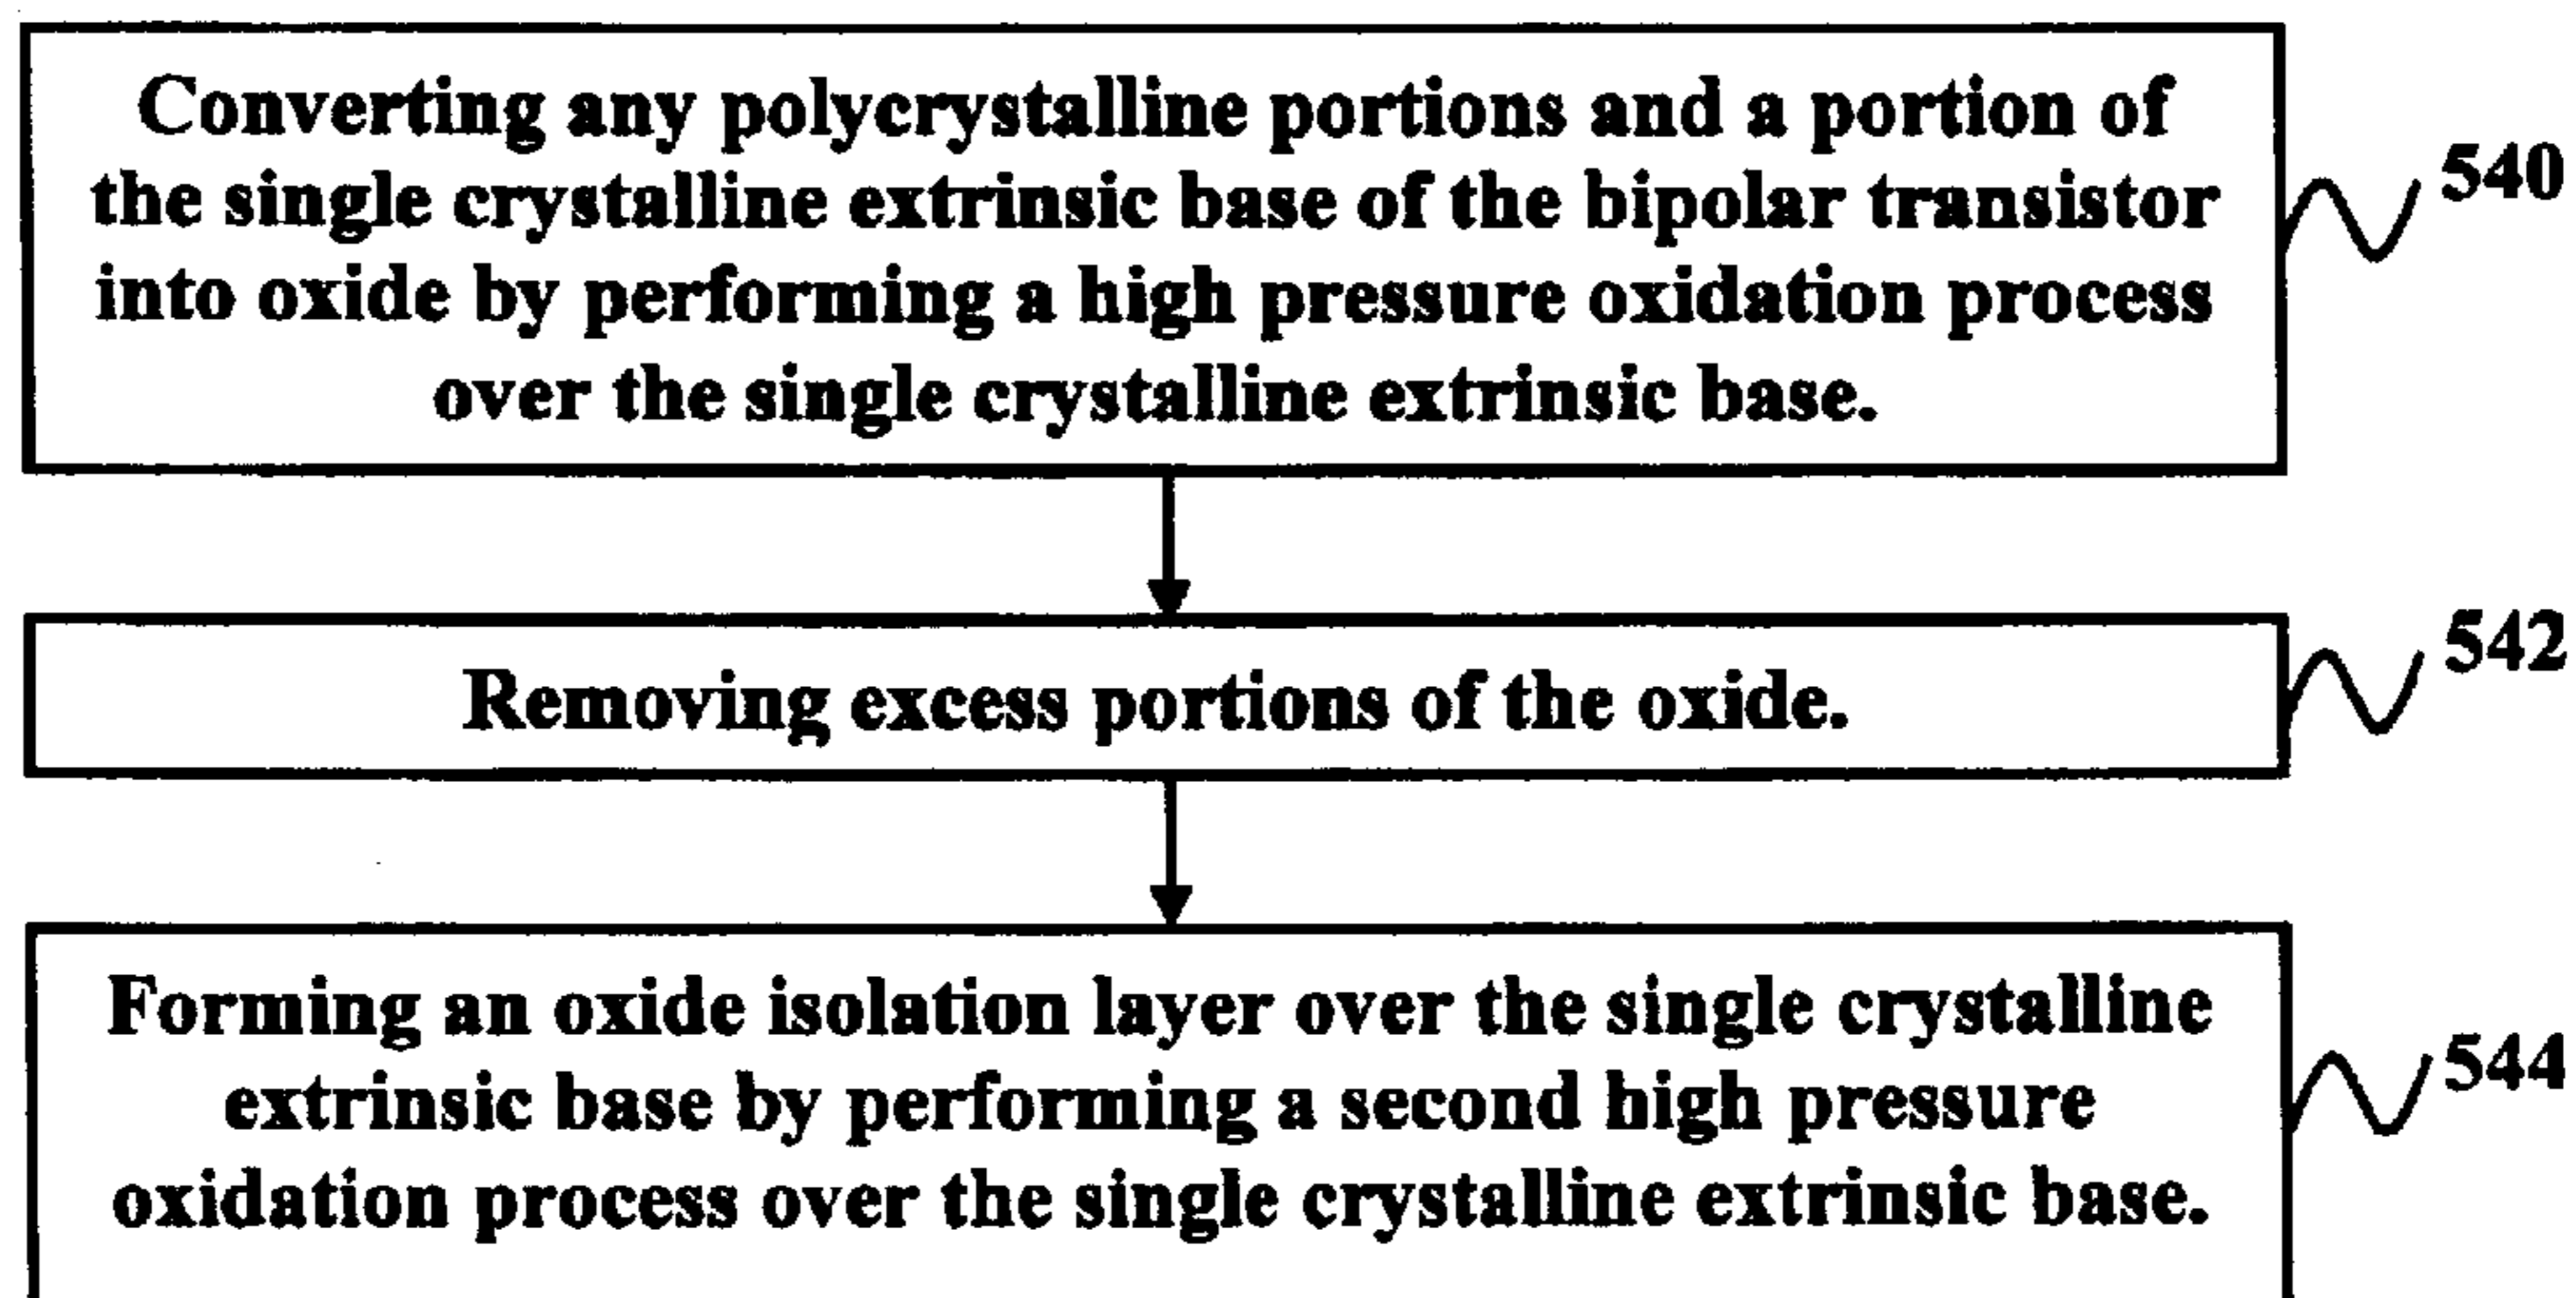 Converting any polycrystalline portions and a portion of
the single crystalline extrinsic base of the bipolar transistor
into oxide by performing a high pressure oxidation process
over the single crystalline extrinsic base.
540
Removing excess portions of the oxide.
542
Forming an oxide isolation layer over the single crystalline
extrinsic base by performing a second high pressure
oxidation process over the single crystalline extrinsic base.
544